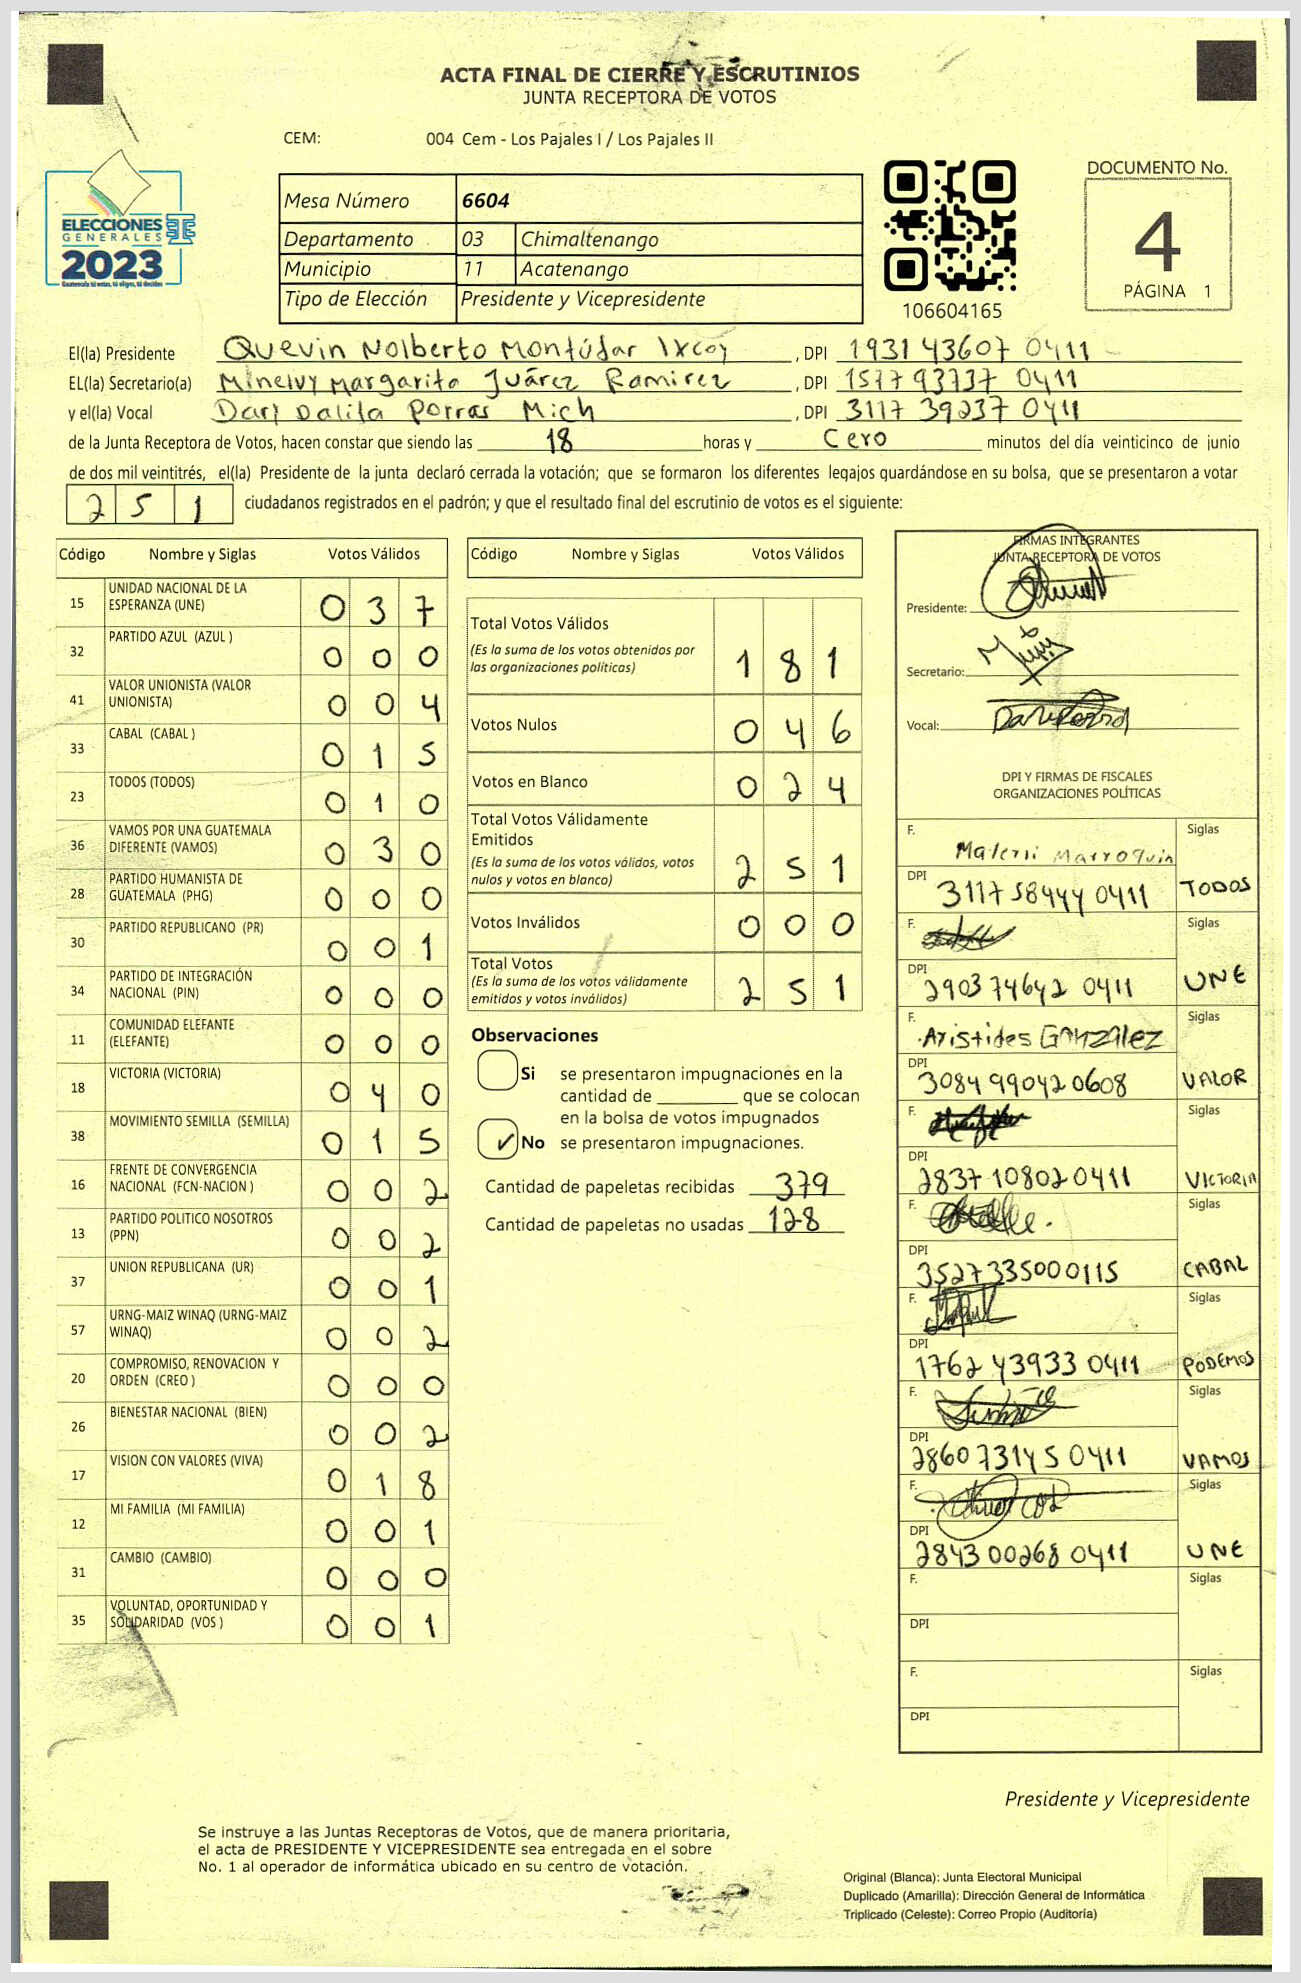 ACTA FINAL DE CIERRE Y ESCRUTINIOS
JUNTA RECEPTORA DE VOTOS
CEM: 004 Cem - Los Pajales I / Los Pajales II
ELECCIONES
GENERALES
2023
Guatemala tú votas, tú eliges, tú decides
Mesa Número 6604
Departamento 03 Chimaltenango
Municipio 11 Acatenango
Tipo de Elección Presidente y Vicepresidente
106604165
DOCUMENTO No.
4
PÁGINA 1
El(la) Presidente Quevin Nolberto Montúfar Ixcoy , DPI 1931 43607 0411
EL(la) Secretario(a) Minelvy Margarita Juárez Ramirez , DPI 1577 93737 0411
y el(la) Vocal Darj Dalila Porras Mich , DPI 3117 39237 0411
de la Junta Receptora de Votos, hacen constar que siendo las 18 horas y Cero minutos del día veinticinco de junio
de dos mil veintitrés, el(la) Presidente de la junta declaró cerrada la votación; que se formaron los diferentes legajos quardándose en su bolsa, que se presentaron a votar
2 5 1 ciudadanos registrados en el padrón; y que el resultado final del escrutinio de votos es el siguiente:
Código Nombre y Siglas Votos Válidos
15 UNIDAD NACIONAL DE LA ESPERANZA (UNE) 0 3 7
32 PARTIDO AZUL (AZUL ) 0 0 0
41 VALOR UNIONISTA (VALOR UNIONISTA) 0 0 4
33 CABAL (CABAL ) 0 1 5
23 TODOS (TODOS) 0 1 0
36 VAMOS POR UNA GUATEMALA DIFERENTE (VAMOS) 0 3 0
28 PARTIDO HUMANISTA DE GUATEMALA (PHG) 0 0 0
30 PARTIDO REPUBLICANO (PR) 0 0 1
34 PARTIDO DE INTEGRACIÓN NACIONAL (PIN) 0 0 0
11 COMUNIDAD ELEFANTE (ELEFANTE) 0 0 0
18 VICTORIA (VICTORIA) 0 4 0
38 MOVIMIENTO SEMILLA (SEMILLA) 0 1 5
16 FRENTE DE CONVERGENCIA NACIONAL (FCN-NACION ) 0 0 2
13 PARTIDO POLITICO NOSOTROS (PPN) 0 0 2
37 UNION REPUBLICANA (UR) 0 0 1
57 URNG-MAIZ WINAQ (URNG-MAIZ WINAQ) 0 0 2
20 COMPROMISO, RENOVACION Y ORDEN (CREO ) 0 0 0
26 BIENESTAR NACIONAL (BIEN) 0 0 2
17 VISION CON VALORES (VIVA) 0 1 8
12 MI FAMILIA (MI FAMILIA) 0 0 1
31 CAMBIO (CAMBIO) 0 0 0
35 VOLUNTAD, OPORTUNIDAD Y SOLIDARIDAD (VOS ) 0 0 1
Código Nombre y Siglas Votos Válidos
Total Votos Válidos
(Es la suma de los votos obtenidos por
las organizaciones políticas) 1 8 1
Votos Nulos 0 4 6
Votos en Blanco 0 2 4
Total Votos Válidamente
Emitidos
(Es la suma de los votos válidos, votos
nulos y votos en blanco) 2 5 1
Votos Inválidos 0 0 0
Total Votos
(Es la suma de los votos válidamente
emitidos y votos inválidos) 2 5 1
Observaciones
Si se presentaron impugnaciones en la
cantidad de ________ que se colocan
en la bolsa de votos impugnados
✓ No se presentaron impugnaciones.
Cantidad de papeletas recibidas 379
Cantidad de papeletas no usadas 128
FIRMAS INTEGRANTES
JUNTA RECEPTORA DE VOTOS
Presidente:
Secretario:
Vocal:
DPI Y FIRMAS DE FISCALES
ORGANIZACIONES POLÍTICAS
F. Marroquin Siglas
DPI 3117 58444 0411 TODOS
F. Siglas
DPI 2903 74642 0411 UNE
F. Aristides González Siglas
DPI 3084 99042 0608 VALOR
F. Siglas
DPI 2837 10802 0411 VICTORIA
F. Siglas
DPI 3527335000115 CABAL
F. Siglas
DPI 1762 43933 0411 PODEMOS
F. Siglas
DPI 2860 73145 0411 VAMOS
F. Siglas
DPI 2843 00268 0411 UNE
F. Siglas
DPI
F. Siglas
DPI
Presidente y Vicepresidente
Se instruye a las Juntas Receptoras de Votos, que de manera prioritaria,
el acta de PRESIDENTE Y VICEPRESIDENTE sea entregada en el sobre
No. 1 al operador de informática ubicado en su centro de votación.
Original (Blanca): Junta Electoral Municipal
Duplicado (Amarilla): Dirección General de Informática
Triplicado (Celeste): Correo Propio (Auditoría)